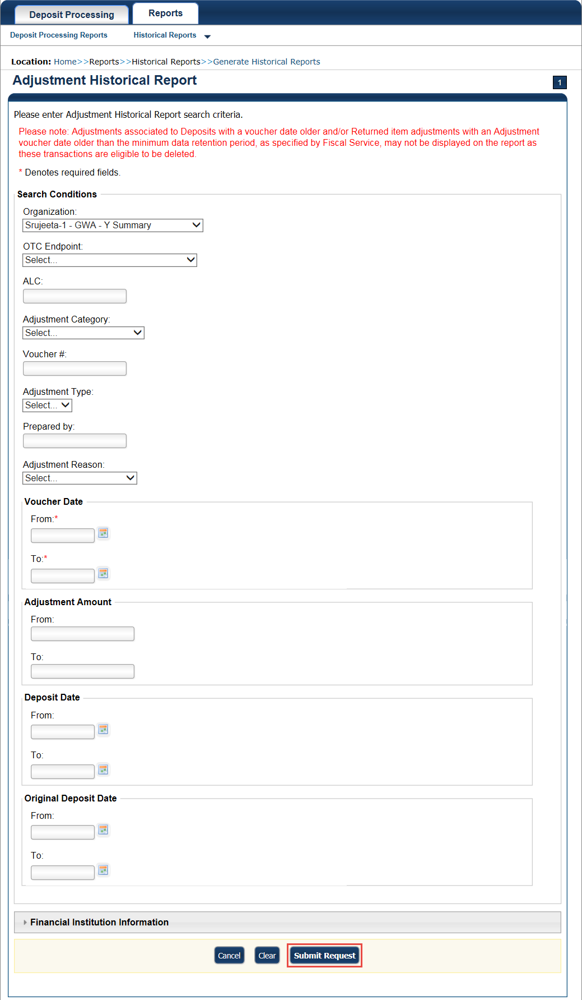 Deposit Processing
Reports
Deposit Processing Reports
Historical Reports
Location: Home>>Reports>>Historical Reports>>Generate Historical Reports
Adjustment Historical Report
1
Please enter Adjustment Historical Report search criteria.
Please note: Adjustments associated to Deposits with a voucher date older and/or Returned item adjustments with an Adjustment
voucher date older than the minimum data retention period, as specified by Fiscal Service, may not be displayed on the report as
these transactions are eligible to be deleted.
* Denotes required fields.
Search Conditions
Organization:
Srujeeta-1 - GWA - Y Summary
OTC Endpoint:
Select...
ALC:
Adjustment Category:
Select...
Voucher #:
Adjustment Type:
Select...
Prepared by:
Adjustment Reason:
Select...
Voucher Date
From:*
To:*
Adjustment Amount
From:
To:
Deposit Date
From:
To:
Original Deposit Date
From:
To:
Financial Institution Information
Cancel
Clear
Submit Request